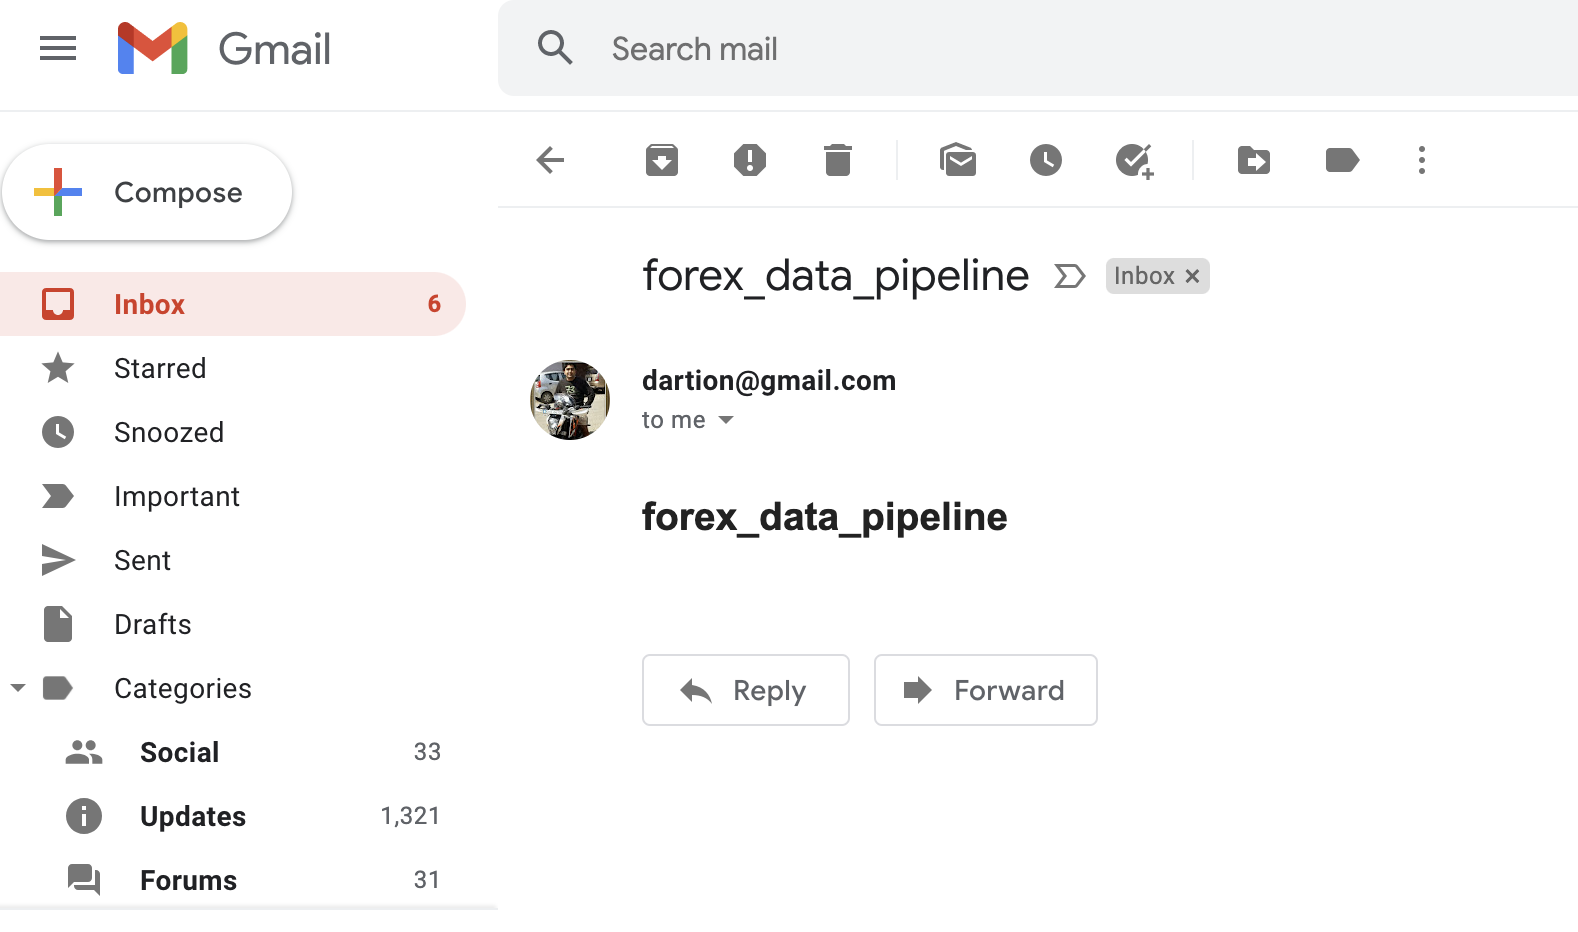 Gmail
Search mail
Compose
forex_data_pipeline Inbox ×
Inbox 6
Starred
Snoozed
Important
Sent
Drafts
Categories
Social 33
Updates 1,321
Forums 31
dartion@gmail.com
to me
forex_data_pipeline
Reply Forward